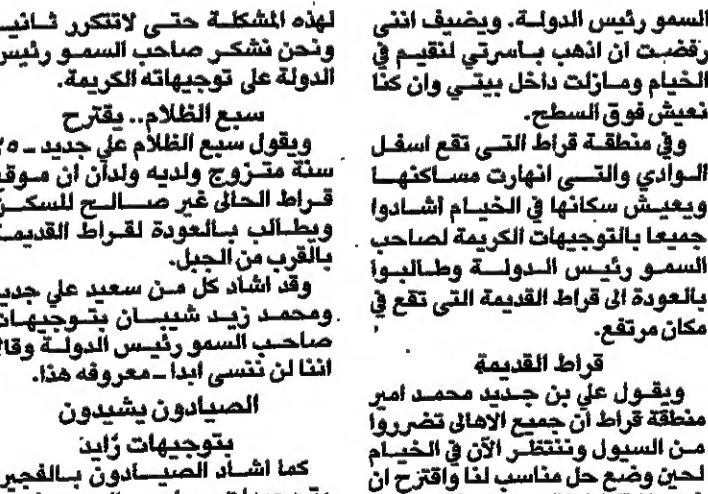 السمو رئيس الدولة. ويضيف انني
رفضت ان اذهب بأسرتي لنقيم في
الخيام ومازلت داخل بيتي وان كنا
نعيش فوق السطح.
وفي منطقة قراط التي تقع اسفل
الوادي والتي انهارت مساكنها
ويعيش سكانها في الخيام اشادوا
جميعا بالتوجيهات الكريمة لصاحب
السمو رئيس الدولة وطالبوا
بالعودة الى قراط القديمة التي تقع في
مكان مرتفع.
قراط القديمة
ويقول علي بن جديد محمد امير
منطقة قراط ان جميع الاهالي تضرروا
من السيول وننتظر الآن في الخيام
لحين وضع حل مناسب لنا واقترح ان
لهذه المشكلة حتى لاتتكرر ثانيـ
ونحن نشكر صاحب السمو رئيس
الدولة على توجيهاته الكريمة.
سبع الظلام.. يقترح
ويقول سبع الظلام علي جديد ـ ٢٥
سنة متزوج ولديه ولدان ان موقع
قراط الحالي غير صالح للسكن
ويطالب بالعودة لقراط القديمـ
بالقرب من الجبل.
وقد اشاد كل من سعيد علي جديد
ومحمد زيد شيبان بتوجيهات
صاحب السمو رئيس الدولة وقالـ
اننا لن ننسى ابدا ـ معروفه هذا.
الصيادون يشيدون
بتوجيهات زايد
كما اشاد الصيادون بالفجيرـ